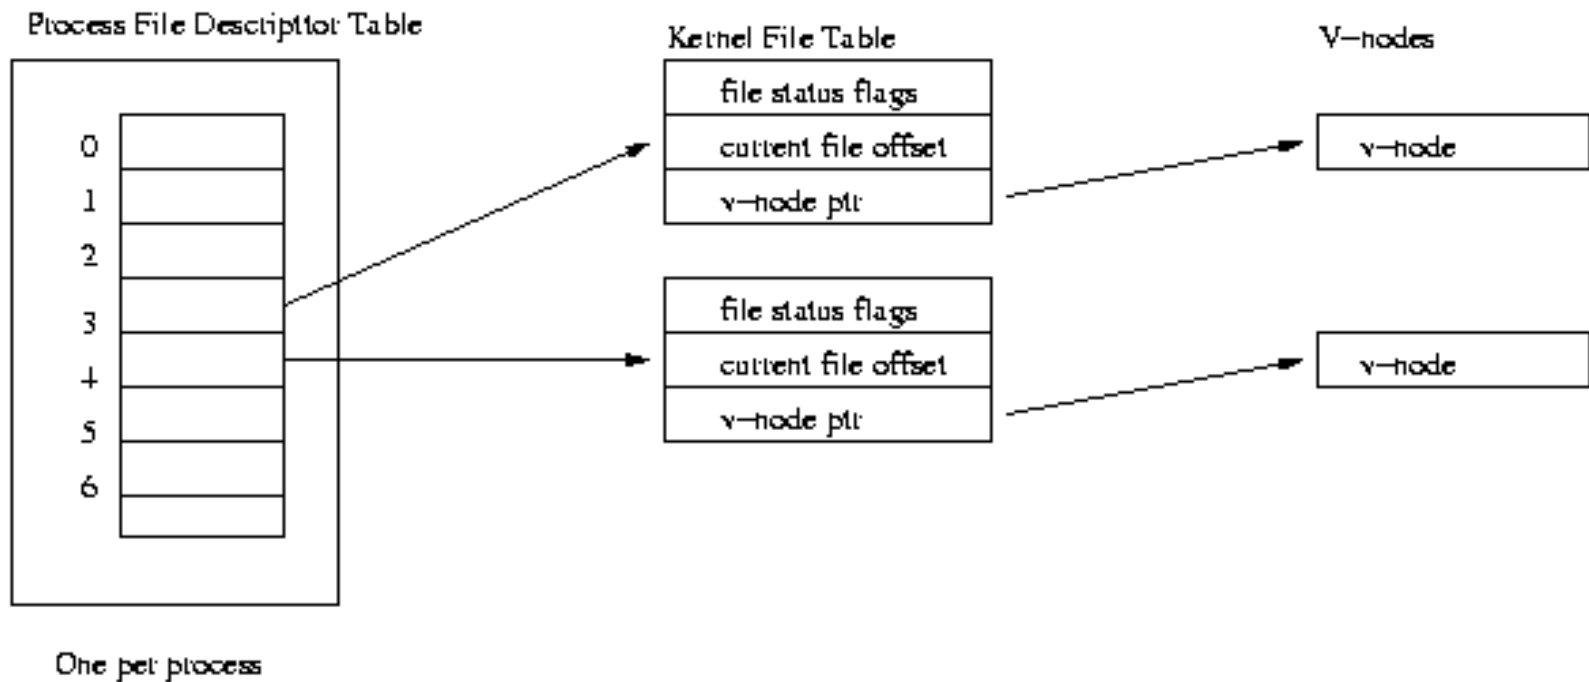 Process File Descripttor Table
Kernel File Table
V-nodes
file status flags
0
current file offset
v-node
1
v-node ptr
2
file status flags
3
current file offset
v-node
4
v-node ptr
5
6
One per process